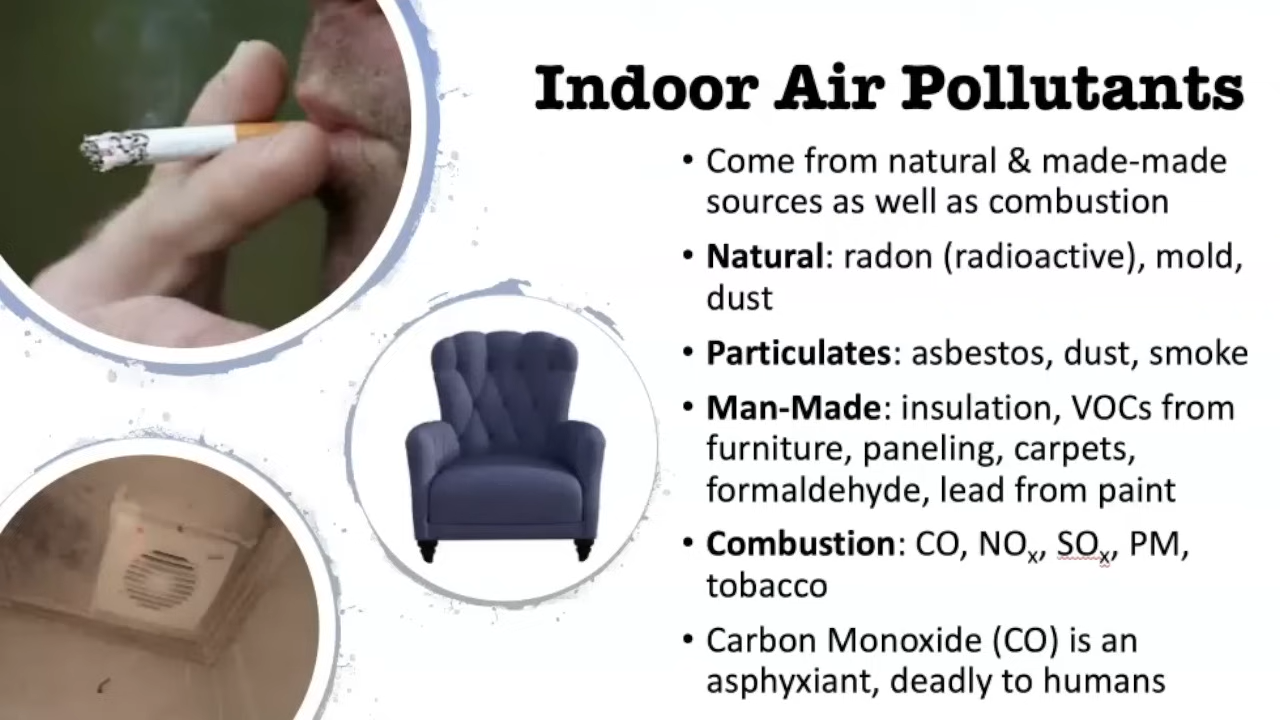 Indoor Air Pollutants
• Come from natural & made-made
sources as well as combustion
• Natural: radon (radioactive), mold,
dust
• Particulates: asbestos, dust, smoke
• Man-Made: insulation, VOCs from
furniture, paneling, carpets,
formaldehyde, lead from paint
• Combustion: CO, NOₓ, SOₓ, PM,
tobacco
• Carbon Monoxide (CO) is an
asphyxiant, deadly to humans